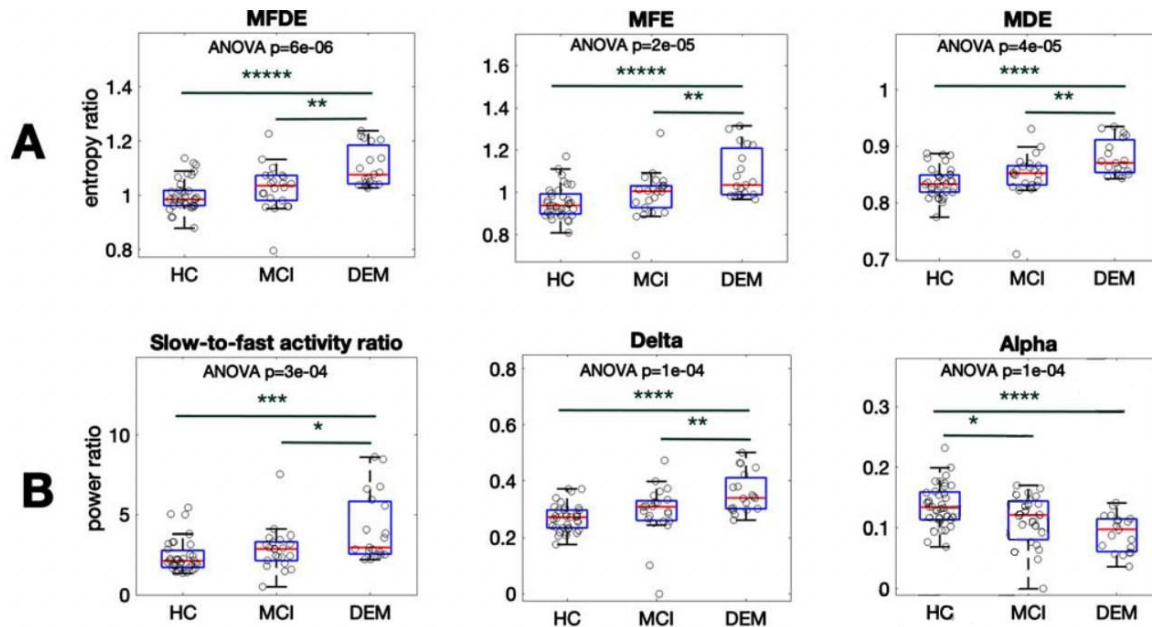 MFDE
ANOVA p=6e-06
*****
**
1.4
1.2
1
0.8
entropy ratio
HC MCI DEM
MFE
ANOVA p=2e-05
*****
**
1.6
1.4
1.2
1
0.8
HC MCI DEM
MDE
ANOVA p=4e-05
****
**
1
0.9
0.8
0.7
HC MCI DEM
A
Slow-to-fast activity ratio
ANOVA p=3e-04
***
*
10
5
0
power ratio
HC MCI DEM
Delta
ANOVA p=1e-04
****
**
0.8
0.6
0.4
0.2
0
HC MCI DEM
Alpha
ANOVA p=1e-04
****
*
0.3
0.2
0.1
0
HC MCI DEM
B